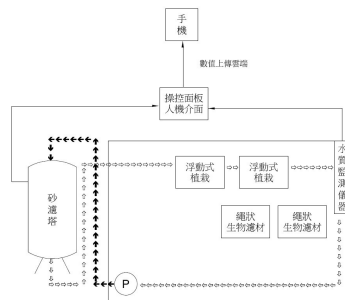 手
機
數值上傳雲端
操控面板
人機介面
水質監測儀器
浮動式
植栽
浮動式
植栽
砂濾塔
繩狀
生物濾材
繩狀
生物濾材
P